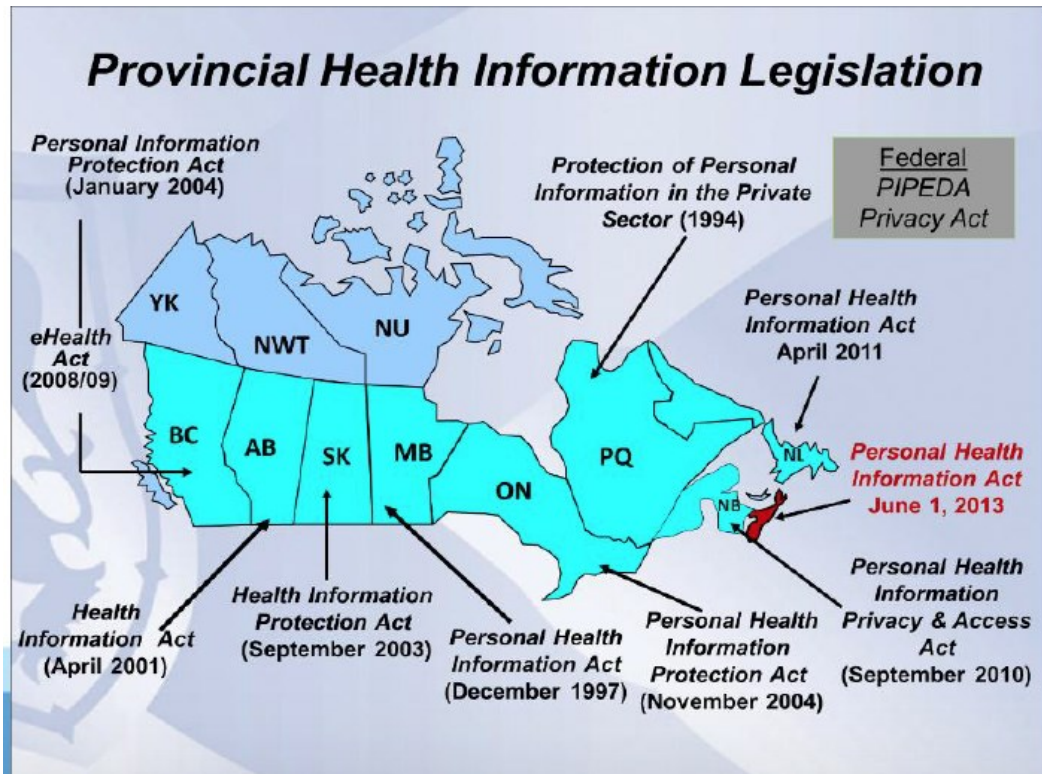 Provincial Health Information Legislation
Personal Information
Protection Act
(January 2004)
Protection of Personal
Information in the Private
Sector (1994)
Federal
PIPEDA
Privacy Act
Personal Health
Information Act
April 2011
eHealth
Act
(2008/09)
YK
NWT
NU
BC
AB
SK
MB
ON
PQ
NL
NB
Personal Health
Information Act
June 1, 2013
Health
Information Act
(April 2001)
Health Information
Protection Act
(September 2003)
Personal Health
Information Act
(December 1997)
Personal Health
Information
Protection Act
(November 2004)
Personal Health
Information
Privacy & Access
Act
(September 2010)